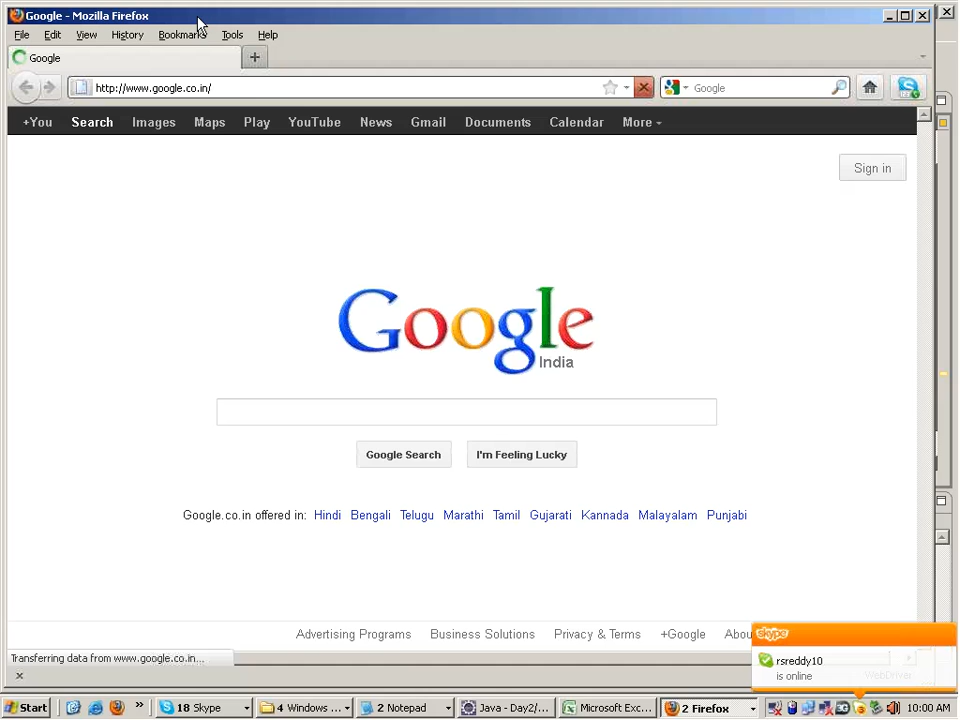 Google - Mozilla Firefox
File Edit View History Bookmarks Tools Help
Google
http://www.google.co.in/
Google
+You Search Images Maps Play YouTube News Gmail Documents Calendar More
Sign in
Google
India
Google Search I'm Feeling Lucky
Google.co.in offered in: Hindi Bengali Telugu Marathi Tamil Gujarati Kannada Malayalam Punjabi
Advertising Programs Business Solutions Privacy & Terms +Google Abou
skype
rsreddy10
is online
WebDriver
Transferring data from www.google.co.in...
Start 18 Skype 4 Windows ... 2 Notepad Java - Day2/... Microsoft Exc... 2 Firefox 10:00 AM